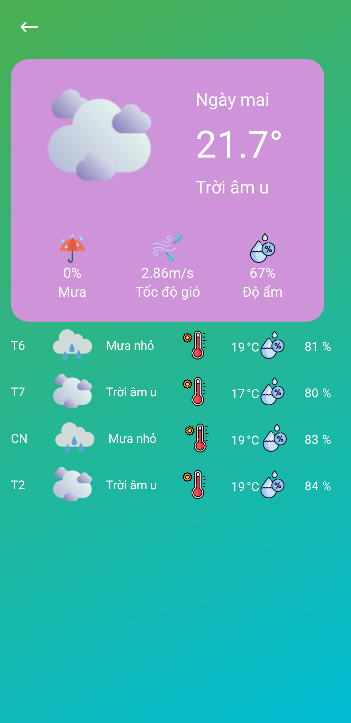 Ngày mai
21.7°
Trời âm u
0%
2.86m/s
67%
Mưa
Tốc độ gió
Độ ẩm
T6 Mưa nhỏ 19°C % 81 %
T7 Trời âm u 17°C % 80 %
CN Mưa nhỏ 19°C % 83 %
T2 Trời âm u 19°C % 84 %